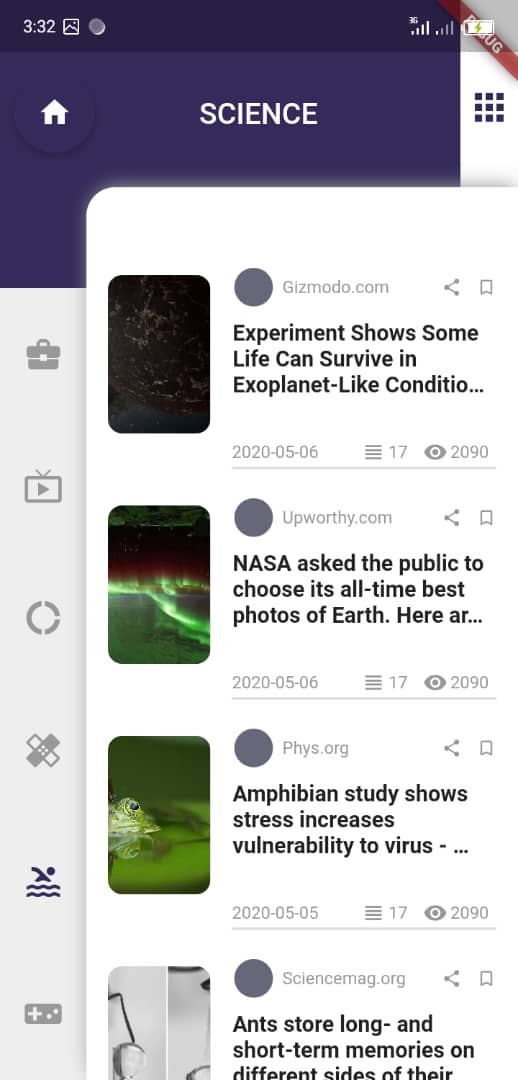 3:32
3G
DEBUG
SCIENCE
Gizmodo.com
Experiment Shows Some
Life Can Survive in
Exoplanet-Like Conditio...
2020-05-06 17 2090
Upworthy.com
NASA asked the public to
choose its all-time best
photos of Earth. Here ar...
2020-05-06 17 2090
Phys.org
Amphibian study shows
stress increases
vulnerability to virus - ...
2020-05-05 17 2090
Sciencemag.org
Ants store long- and
short-term memories on
different sides of their